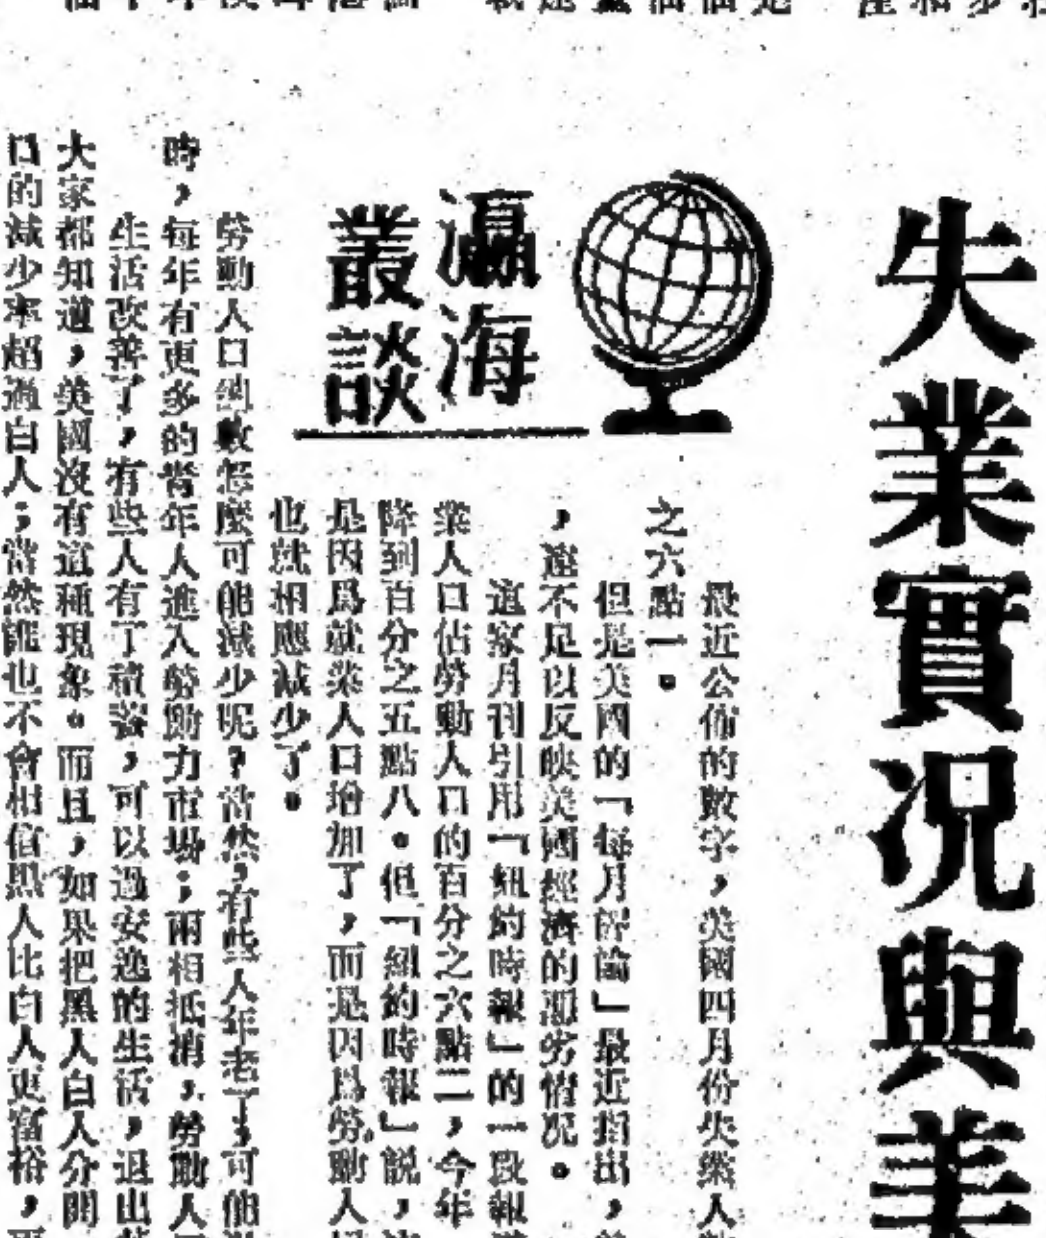 失業實况與美
瀛海
叢談
最近公佈的數字，美國四月份失業人
之六點一。
但是美國的「每月評論」最近指出，
，遠不足以反映美國經濟的惡劣情况。
這家月刊引用「紐約時報」的一段報
業人口佔勞動人口的百分之六點二，今年
降到百分之五點八。但「紐約時報」説，
是因爲就業人口增加了，而是因爲勞動人
也就相應減少了。
勞動人口總數怎麼可能減少呢？當然，有些人年老了，可能
時，每年有更多的青年人進入勞動力市場；兩相抵消，勞動人
生活改善了，有些人有了積蓄，可以過安逸的生活，退出
大家都知道，美國沒有這種現象。而且，如果把黑人白人分開
口的減少率超過白人；當然誰也不會相信黑人比白人更富裕，